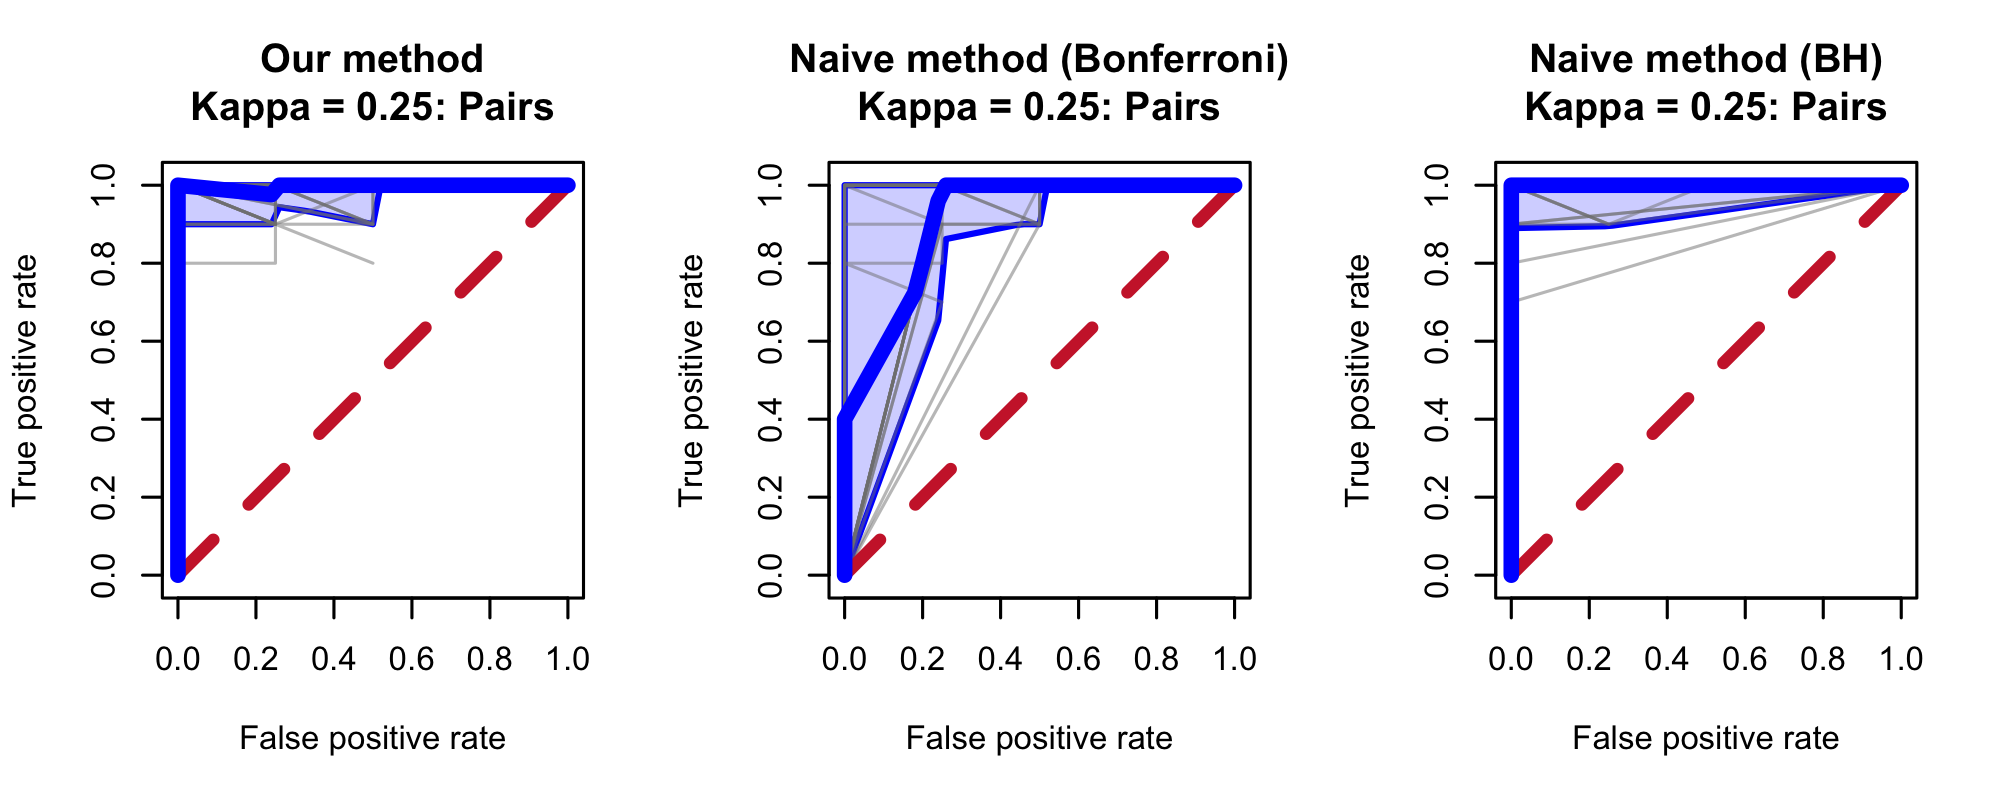 Our method
Kappa = 0.25: Pairs
True positive rate
1.0
0.8
0.6
0.4
0.2
0.0
0.0 0.2 0.4 0.6 0.8 1.0
False positive rate
Naive method (Bonferroni)
Kappa = 0.25: Pairs
True positive rate
1.0
0.8
0.6
0.4
0.2
0.0
0.0 0.2 0.4 0.6 0.8 1.0
False positive rate
Naive method (BH)
Kappa = 0.25: Pairs
True positive rate
1.0
0.8
0.6
0.4
0.2
0.0
0.0 0.2 0.4 0.6 0.8 1.0
False positive rate